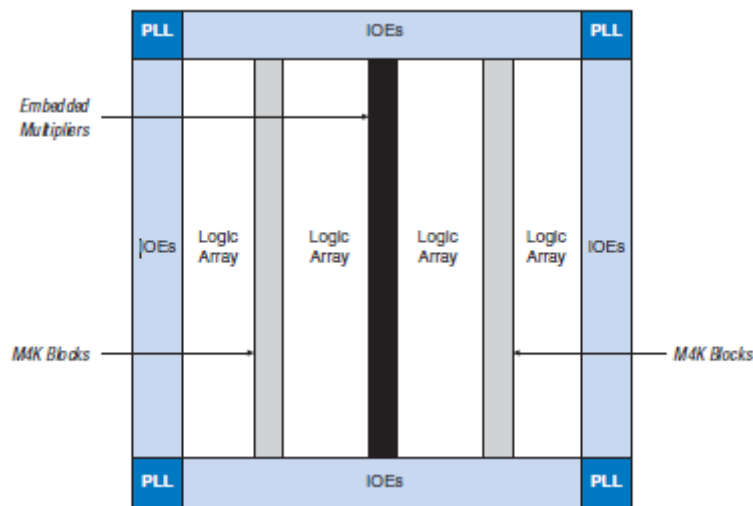 PLL
IOEs
PLL
Embedded
Multipliers
IOEs
Logic
Array
Logic
Array
Logic
Array
Logic
Array
IOEs
M4K Blocks
M4K Blocks
PLL
IOEs
PLL